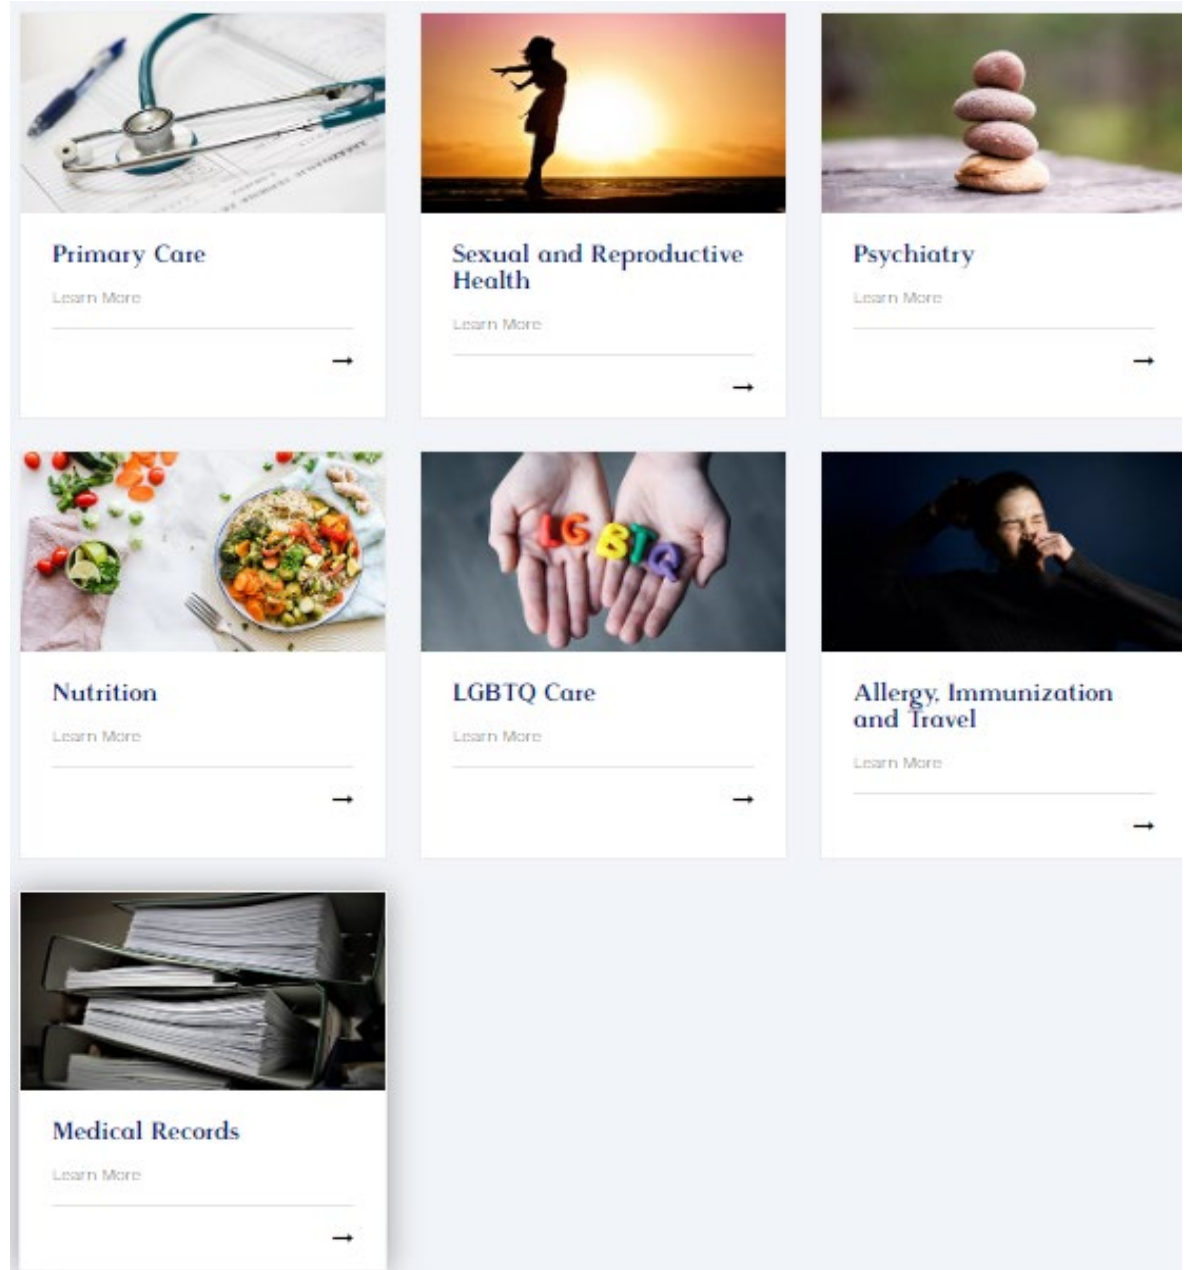 Primary Care
Learn More
Sexual and Reproductive
Health
Learn More
Psychiatry
Learn More
Nutrition
Learn More
LGBTQ
LGBTQ Care
Learn More
Allergy, Immunization
and Travel
Learn More
Medical Records
Learn More